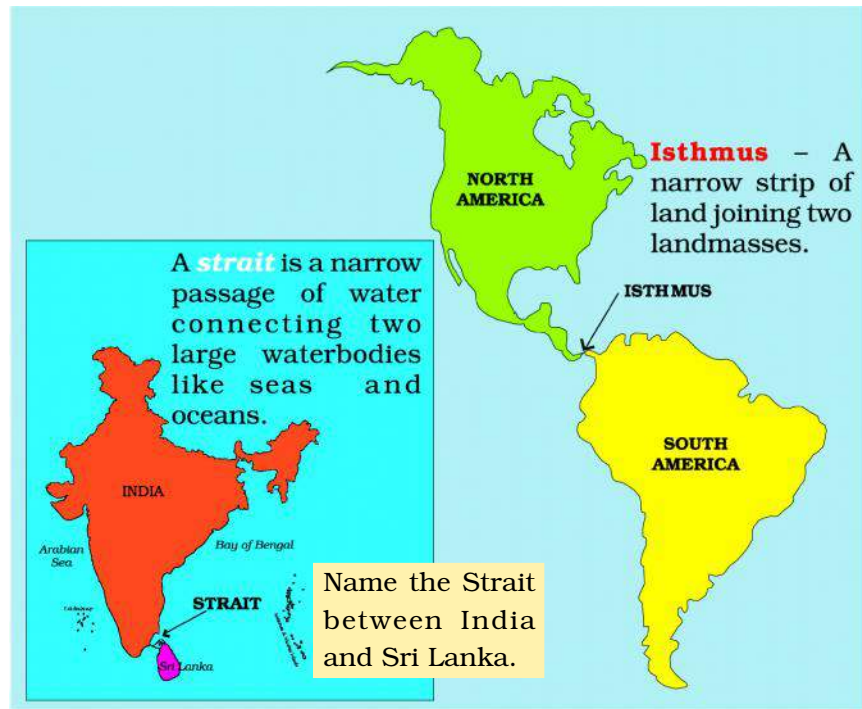 Isthmus – A
narrow strip of
land joining two
landmasses.
NORTH
AMERICA
ISTHMUS
SOUTH
AMERICA
A strait is a narrow
passage of water
connecting two
large waterbodies
like seas and
oceans.
INDIA
Arabian
Sea
Bay of Bengal
STRAIT
Sri Lanka
Name the Strait
between India
and Sri Lanka.